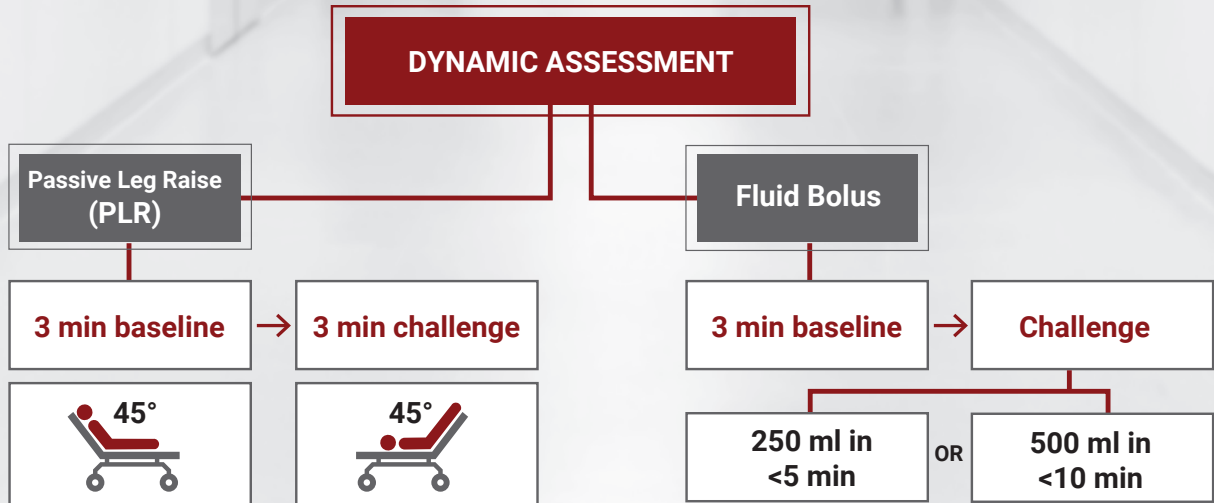 DYNAMIC ASSESSMENT
Passive Leg Raise
(PLR)
Fluid Bolus
3 min baseline
3 min challenge
3 min baseline
Challenge
45°
45°
250 ml in
<5 min
OR
500 ml in
<10 min